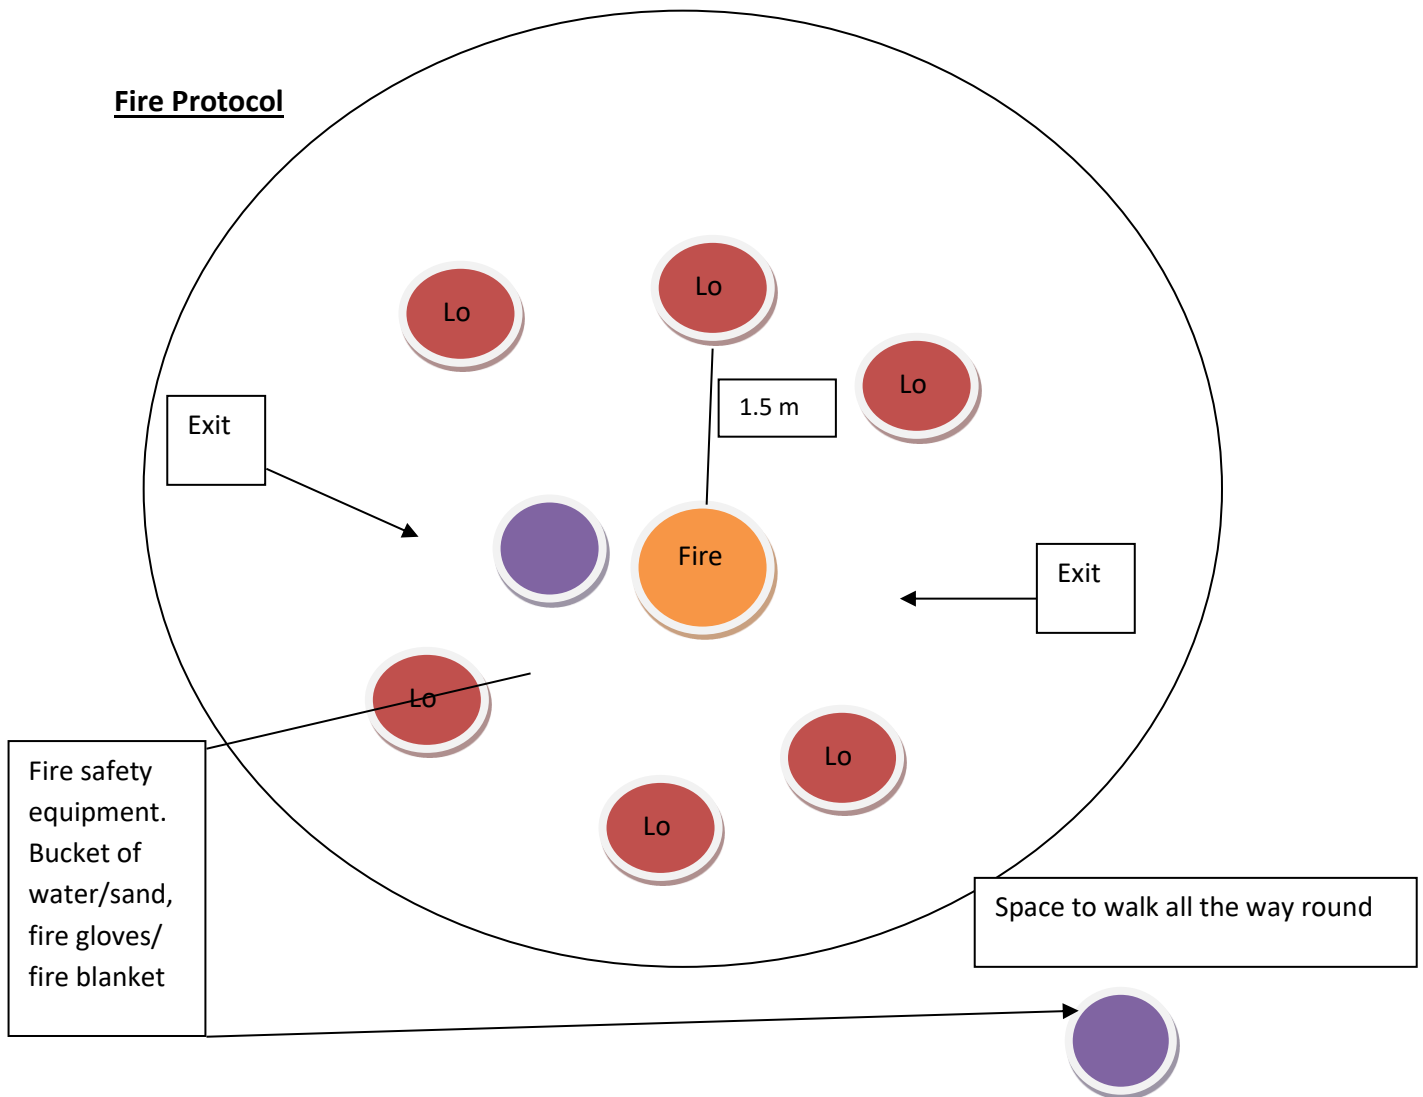 Fire Protocol
Lo
Lo
Lo
1.5 m
Exit
Fire
Exit
Lo
Lo
Lo
Fire safety
equipment.
Bucket of
water/sand,
fire gloves/
fire blanket
Space to walk all the way round